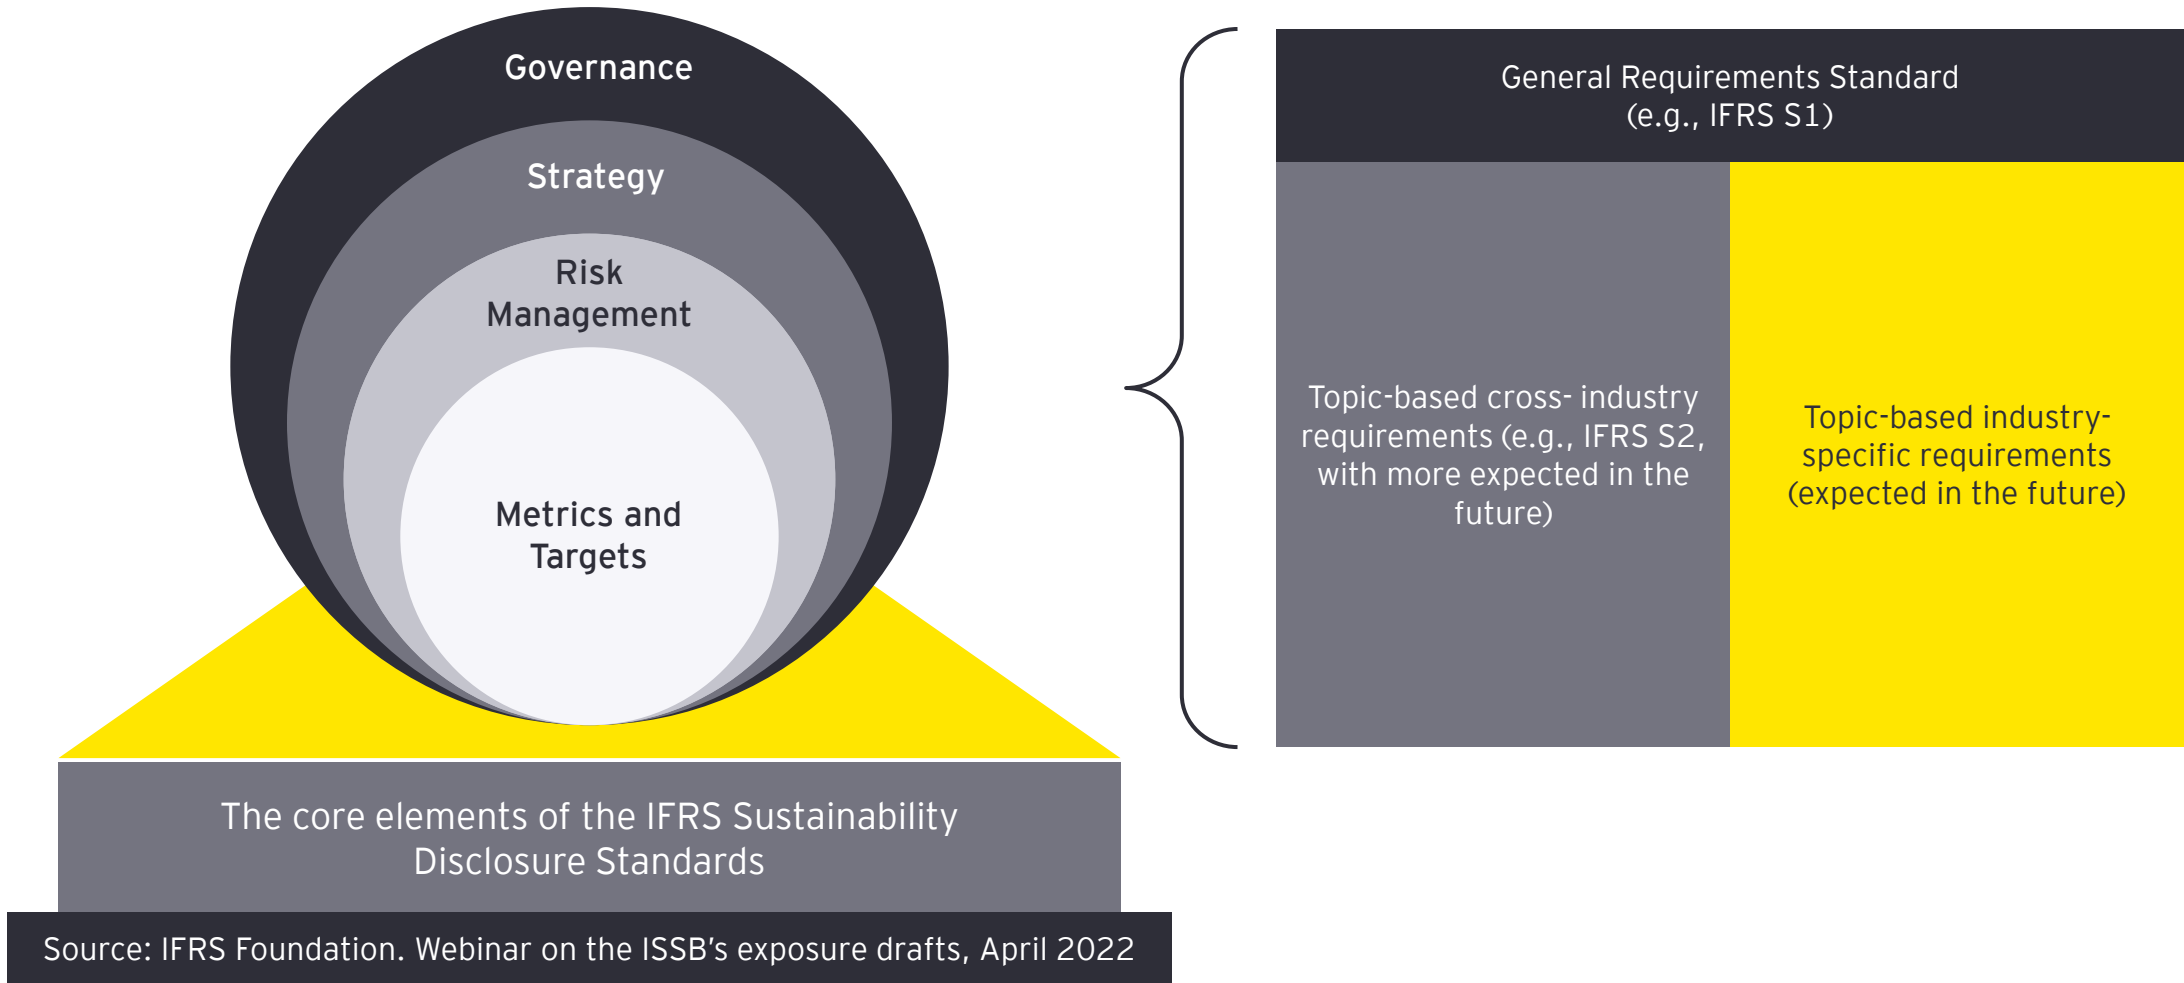 Governance
Strategy
Risk
Management
Metrics and
Targets
The core elements of the IFRS Sustainability
Disclosure Standards
Source: IFRS Foundation. Webinar on the ISSB’s exposure drafts, April 2022
General Requirements Standard
(e.g., IFRS S1)
Topic-based cross- industry
requirements (e.g., IFRS S2,
with more expected in the
future)
Topic-based industry-
specific requirements
(expected in the future)